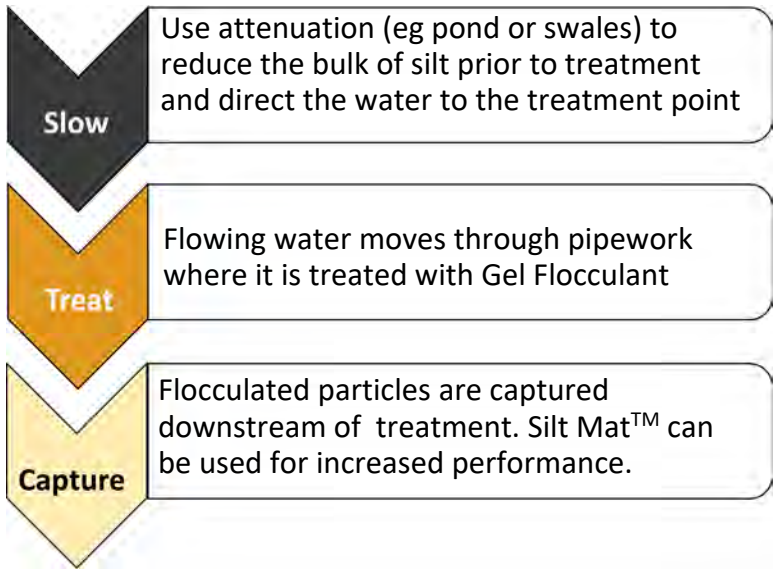 Slow
Use attenuation (eg pond or swales) to
reduce the bulk of silt prior to treatment
and direct the water to the treatment point
Treat
Flowing water moves through pipework
where it is treated with Gel Flocculant
Capture
Flocculated particles are captured
downstream of treatment. Silt Mat™ can
be used for increased performance.